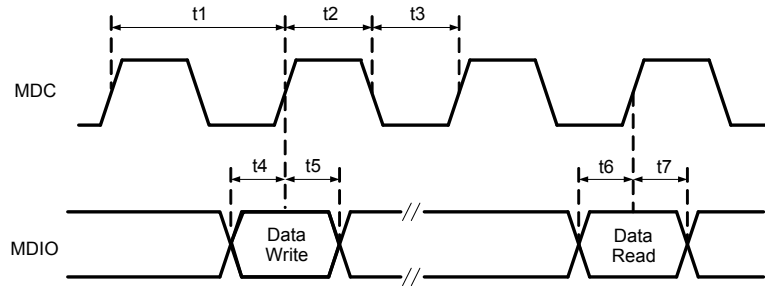 t1 t2 t3
MDC
t4 t5 t6 t7
MDIO
Data Write
Data Read